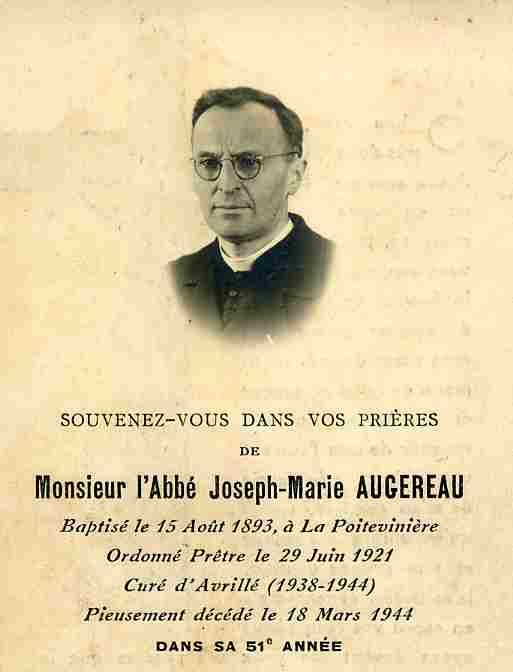 SOUVENEZ-VOUS DANS VOS PRIÈRES
DE
Monsieur l'Abbé Joseph-Marie AUGEREAU
Baptisé le 15 Août 1893, à La Poitevinière
Ordonné Prêtre le 29 Juin 1921
Curé d'Avrillé (1938-1944)
Pieusement décédé le 18 Mars 1944
DANS SA 51e ANNÉE